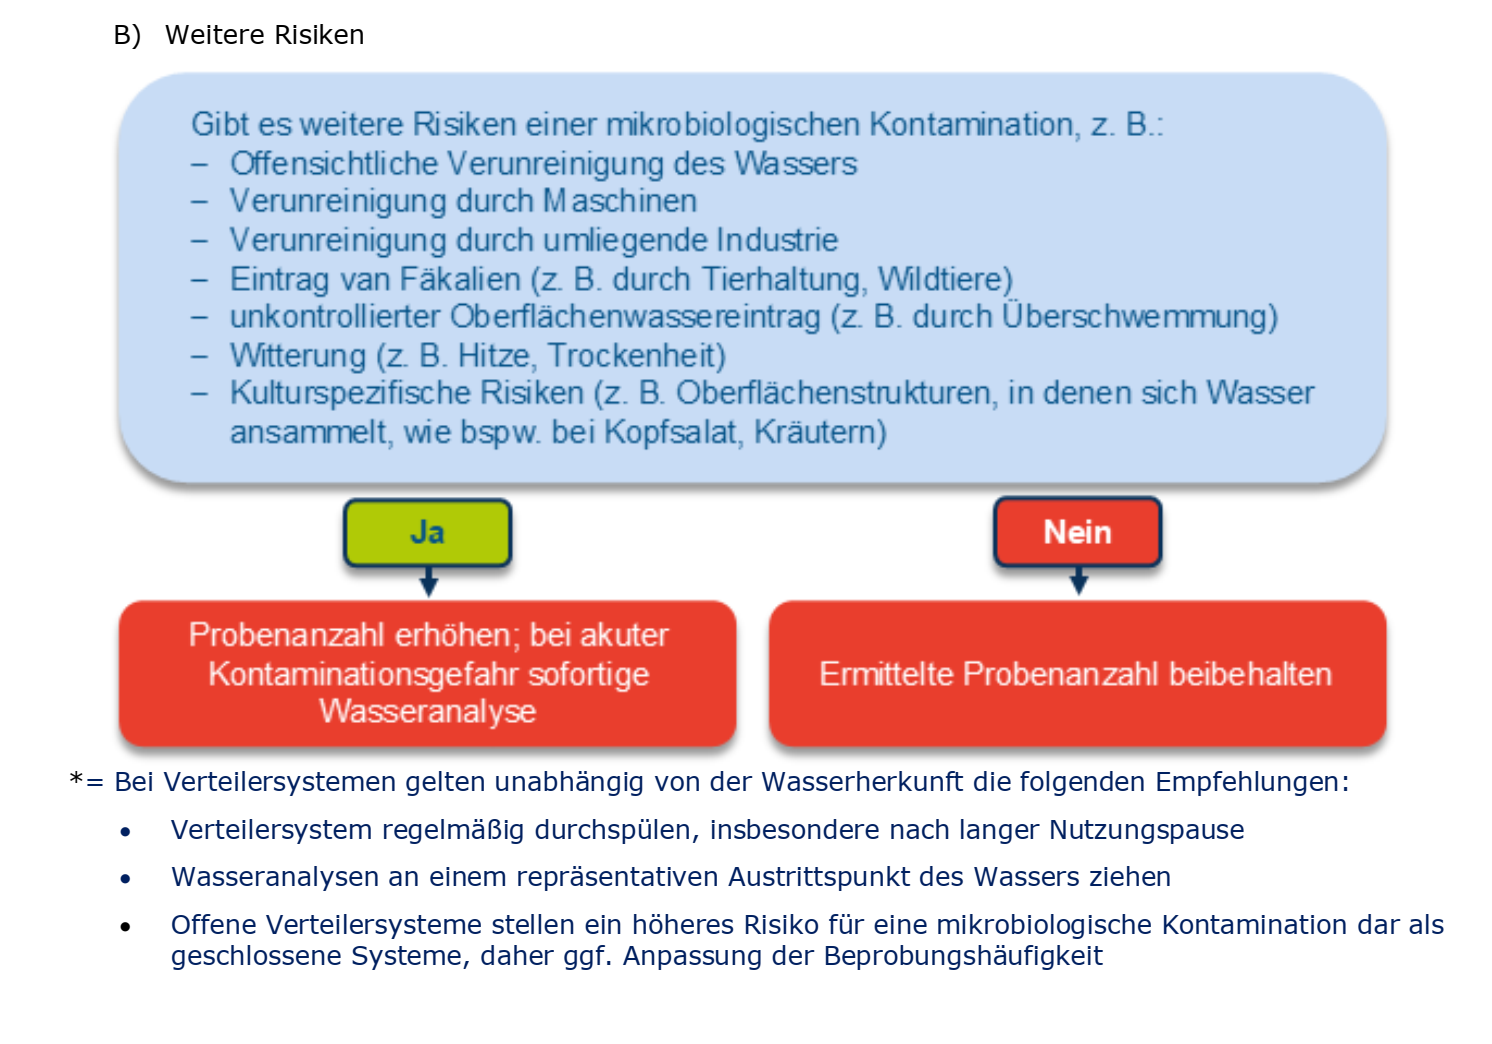 B) Weitere Risiken
Gibt es weitere Risiken einer mikrobiologischen Kontamination, z. B.:
– Offensichtliche Verunreinigung des Wassers
– Verunreinigung durch Maschinen
– Verunreinigung durch umliegende Industrie
– Eintrag van Fäkalien (z. B. durch Tierhaltung, Wildtiere)
– unkontrollierter Oberflächenwassereintrag (z. B. durch Überschwemmung)
– Witterung (z. B. Hitze, Trockenheit)
– Kulturspezifische Risiken (z. B. Oberflächenstrukturen, in denen sich Wasser
ansammelt, wie bspw. bei Kopfsalat, Kräutern)
Ja
Nein
Probenanzahl erhöhen; bei akuter
Kontaminationsgefahr sofortige
Wasseranalyse
Ermittelte Probenanzahl beibehalten
*= Bei Verteilersystemen gelten unabhängig von der Wasserherkunft die folgenden Empfehlungen:
• Verteilersystem regelmäßig durchspülen, insbesondere nach langer Nutzungspause
• Wasseranalysen an einem repräsentativen Austrittspunkt des Wassers ziehen
• Offene Verteilersysteme stellen ein höheres Risiko für eine mikrobiologische Kontamination dar als
geschlossene Systeme, daher ggf. Anpassung der Beprobungshäufigkeit